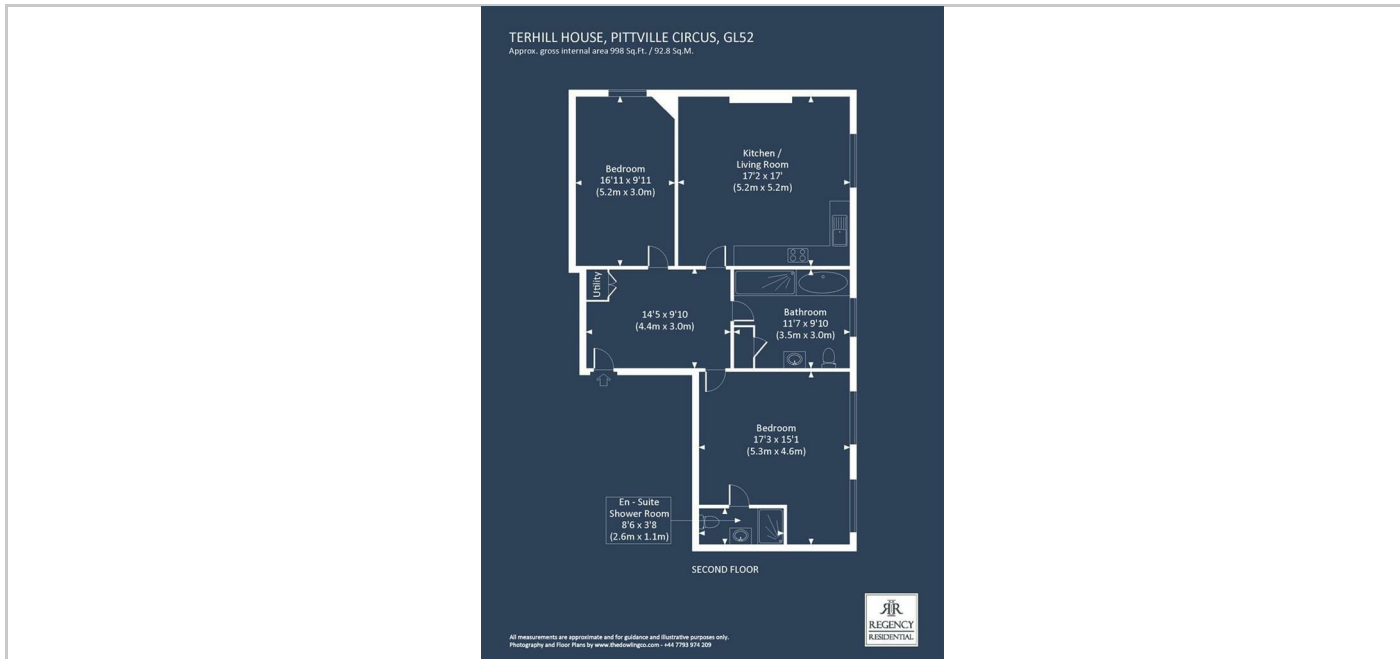 TERHILL HOUSE, PITTVILLE CIRCUS, GL52
Approx. gross internal area 998 Sq.Ft. / 92.8 Sq.M.
Bedroom
16'11 x 9'11
(5.2m x 3.0m)
Kitchen /
Living Room
17'2 x 17'
(5.2m x 5.2m)
Utility
14'5 x 9'10
(4.4m x 3.0m)
Bathroom
11'7 x 9'10
(3.5m x 3.0m)
Bedroom
17'3 x 15'1
(5.3m x 4.6m)
En - Suite
Shower Room
8'6 x 3'8
(2.6m x 1.1m)
SECOND FLOOR
RR
REGENCY
RESIDENTIAL
All measurements are approximate and for guidance and illustrative purposes only.
Photography and Floor Plans by www.thedowlingco.com - +44 7793 974 209